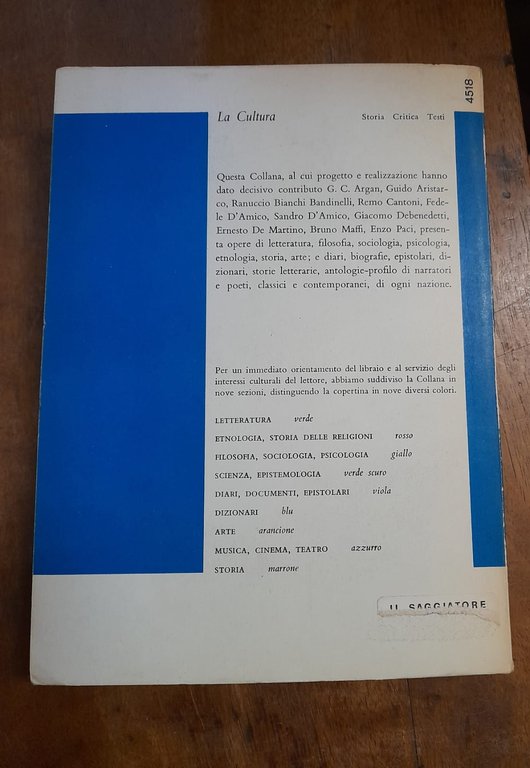 4518
La Cultura Storia Critica Testi
Questa Collana, al cui progetto e realizzazione hanno
dato decisivo contributo G. C. Argan, Guido Aristar-
co, Ranuccio Bianchi Bandinelli, Remo Cantoni, Fede-
le D'Amico, Sandro D'Amico, Giacomo Debenedetti,
Ernesto De Martino, Bruno Maffi, Enzo Paci, presen-
ta opere di letteratura, filosofia, sociologia, psicologia,
etnologia, storia, arte; e diari, biografie, epistolari, di-
zionari, storie letterarie, antologie-profilo di narratori
e poeti, classici e contemporanei, di ogni nazione.
Per un immediato orientamento del libraio e al servizio degli
interessi culturali del lettore, abbiamo suddiviso la Collana in
nove sezioni, distinguendo la copertina in nove diversi colori.
LETTERATURA verde
ETNOLOGIA, STORIA DELLE RELIGIONI rosso
FILOSOFIA, SOCIOLOGIA, PSICOLOGIA giallo
SCIENZA, EPISTEMOLOGIA verde scuro
DIARI, DOCUMENTI, EPISTOLARI viola
DIZIONARI blu
ARTE arancione
MUSICA, CINEMA, TEATRO azzurro
STORIA marrone
IL SAGGIATORE